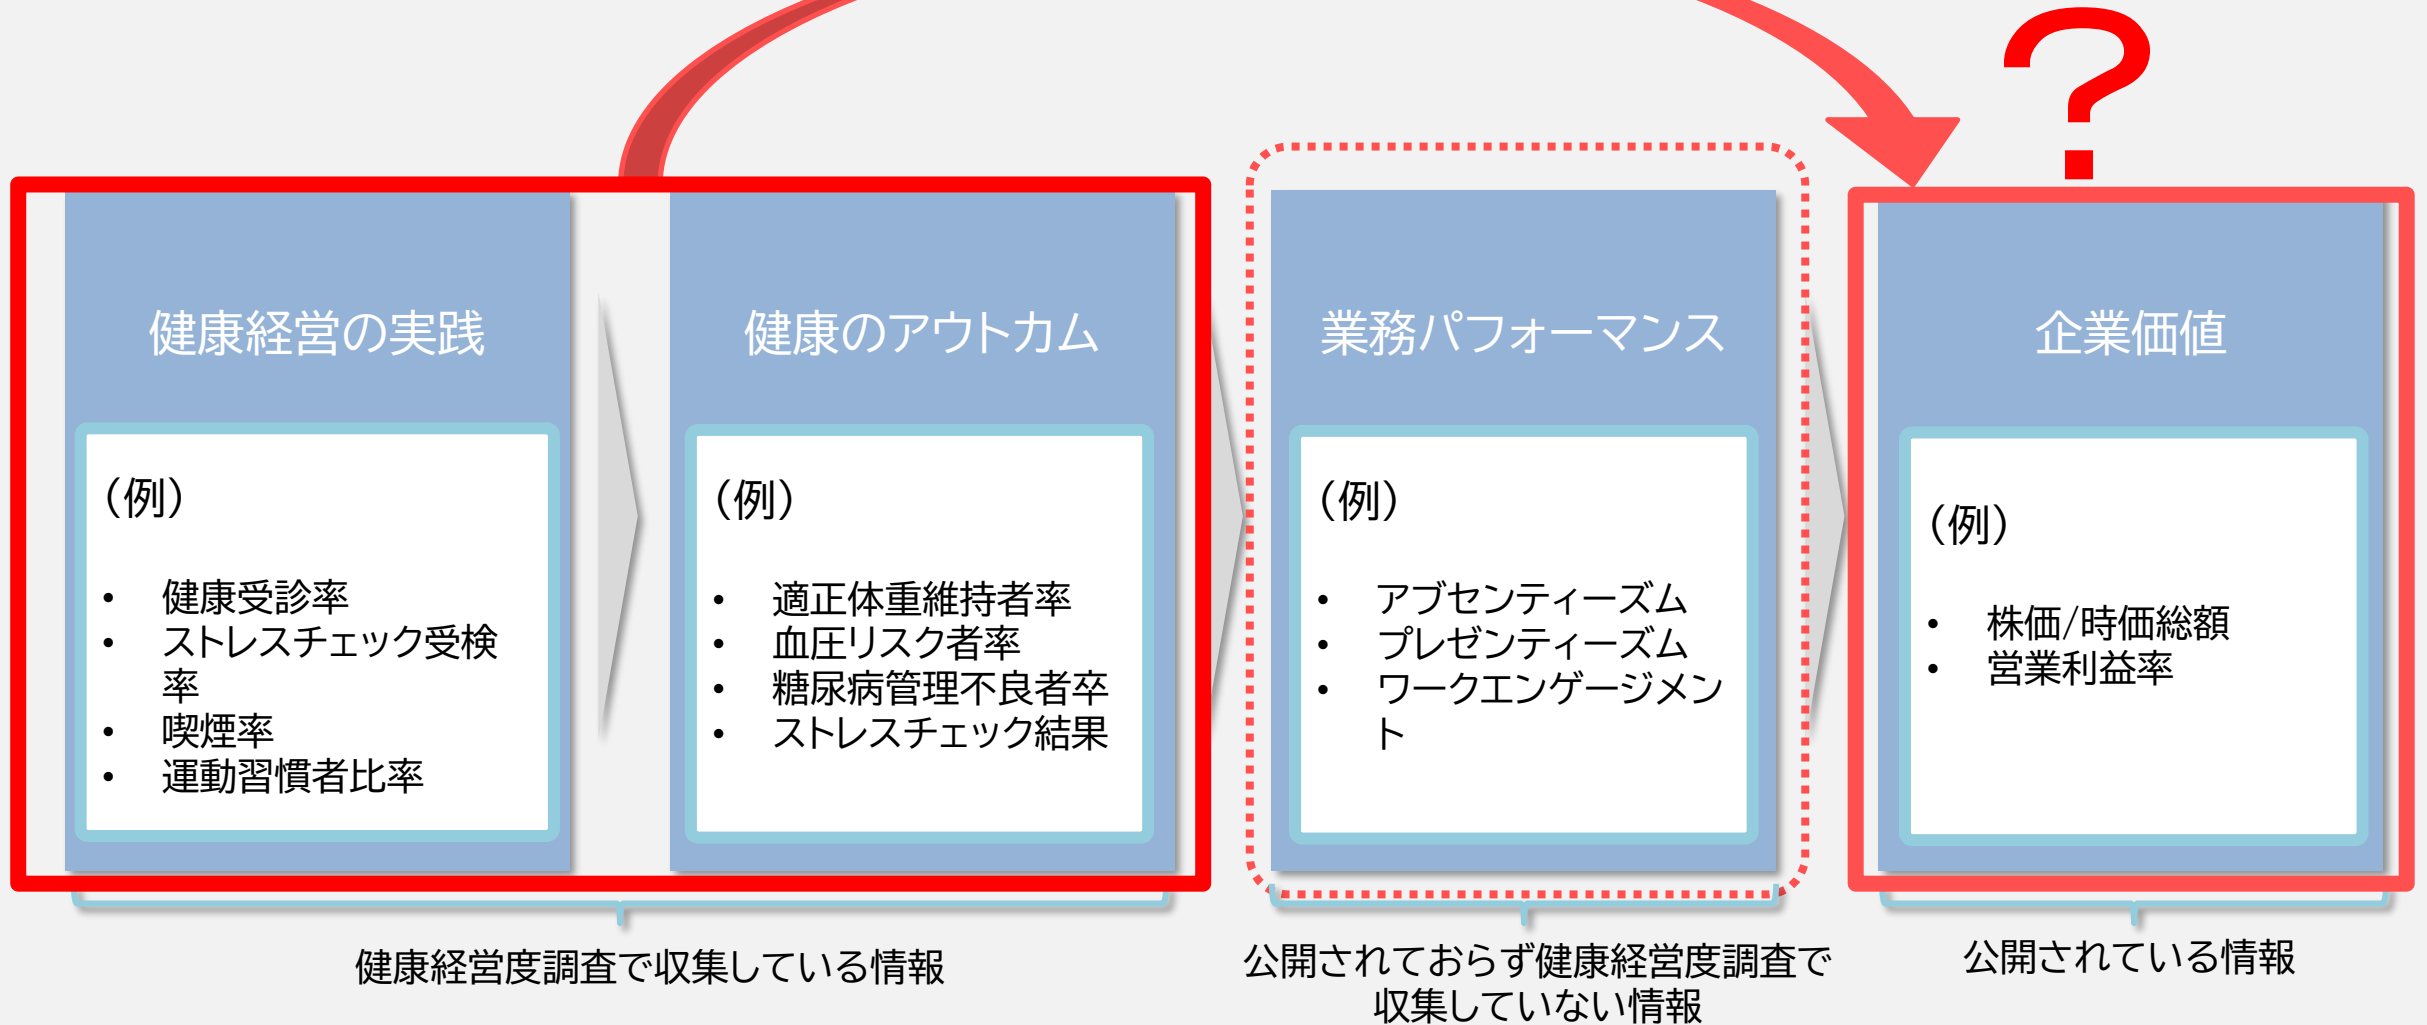 ?
健康経営の実践
(例)
• 健康受診率
• ストレスチェック受検
率
• 喫煙率
• 運動習慣者比率
健康のアウトカム
(例)
• 適正体重維持者率
• 血圧リスク者率
• 糖尿病管理不良者卒
• ストレスチェック結果
業務パフォーマンス
(例)
• アブセンティーズム
• プレゼンティーズム
• ワークエンゲージメン
ト
企業価値
(例)
• 株価/時価総額
• 営業利益率
健康経営度調査で収集している情報
公開されておらず健康経営度調査で
収集していない情報
公開されている情報